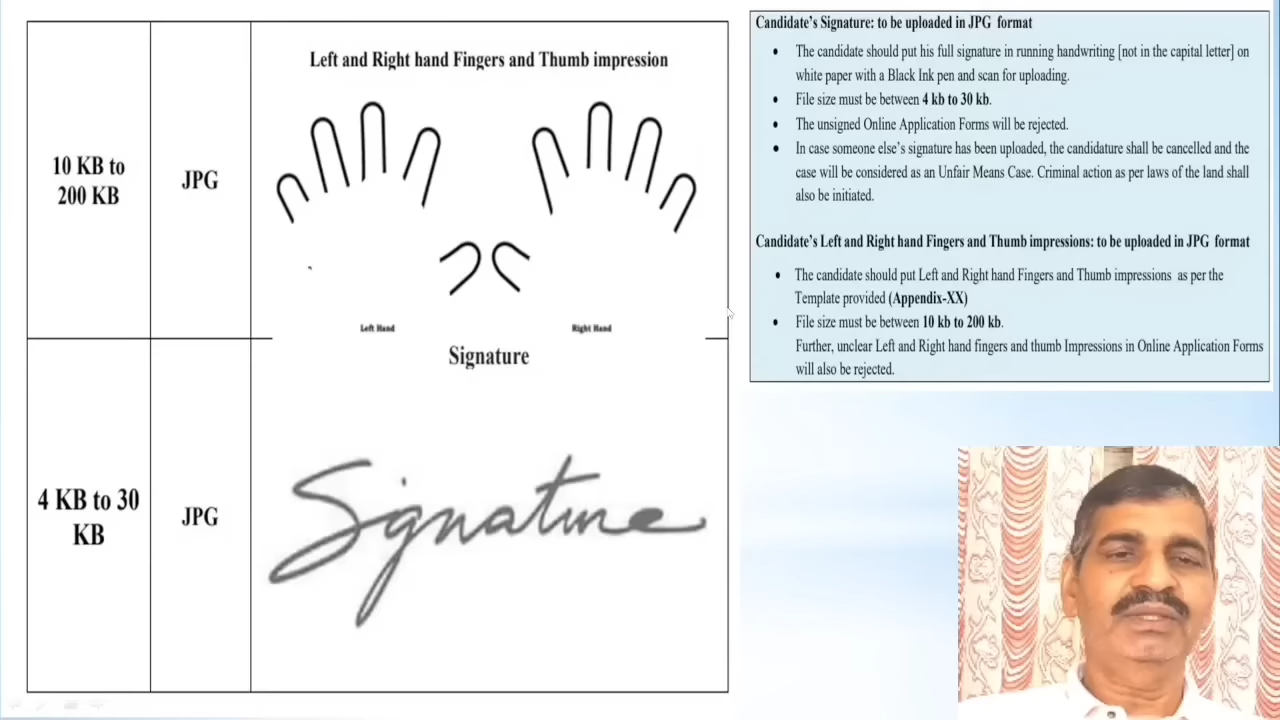 Left and Right hand Fingers and Thumb impression
10 KB to
200 KB
JPG
Left Hand
Right Hand
Signature
4 KB to 30
KB
JPG
Signature
Candidate's Signature: to be uploaded in JPG format
• The candidate should put his full signature in running handwriting [not in the capital letter] on
white paper with a Black Ink pen and scan for uploading.
• File size must be between 4 kb to 30 kb.
• The unsigned Online Application Forms will be rejected.
• In case someone else's signature has been uploaded, the candidature shall be cancelled and the
case will be considered as an Unfair Means Case. Criminal action as per laws of the land shall
also be initiated.
Candidate's Left and Right hand Fingers and Thumb impressions: to be uploaded in JPG format
• The candidate should put Left and Right hand Fingers and Thumb impressions as per the
Template provided (Appendix-XX)
• File size must be between 10 kb to 200 kb.
Further, unclear Left and Right hand fingers and thumb Impressions in Online Application Forms
will also be rejected.